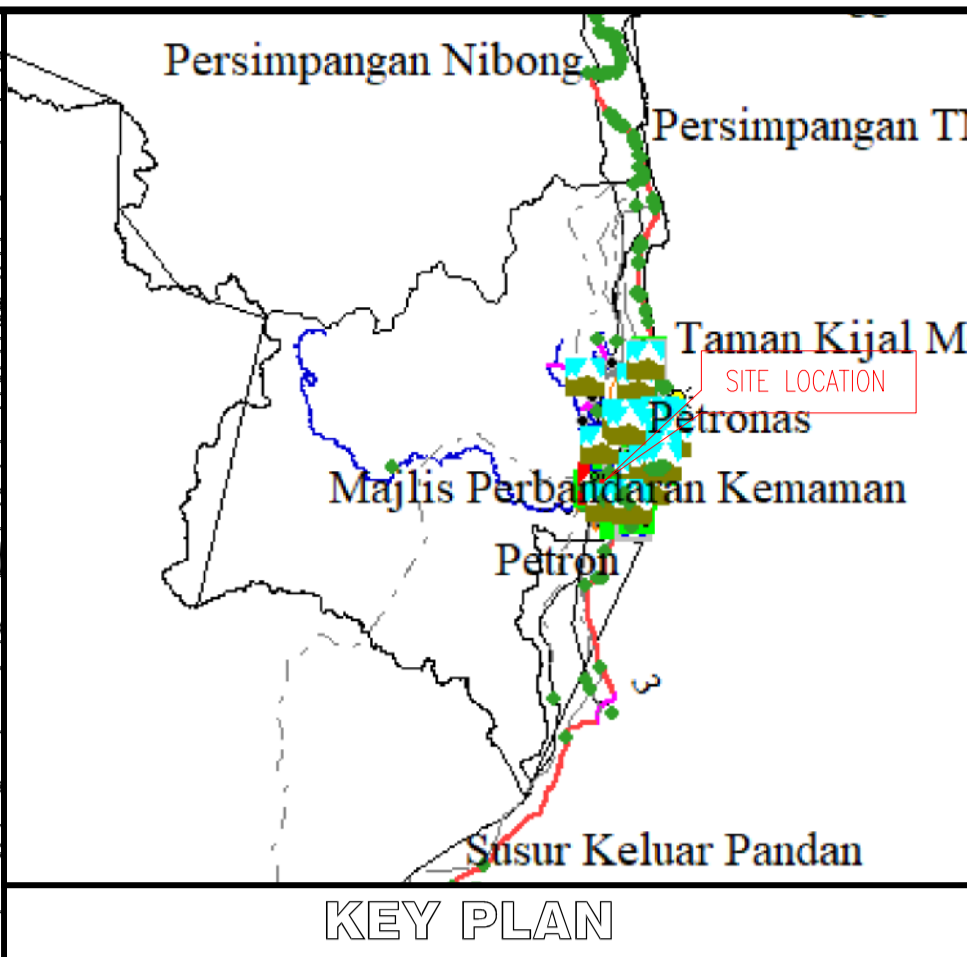 Persimpangan Nibong
Persimpangan
Taman Kijal
SITE LOCATION
Petronas
Majlis Perbandaran Kemaman
Petron
3
Susur Keluar Pandan
KEY PLAN